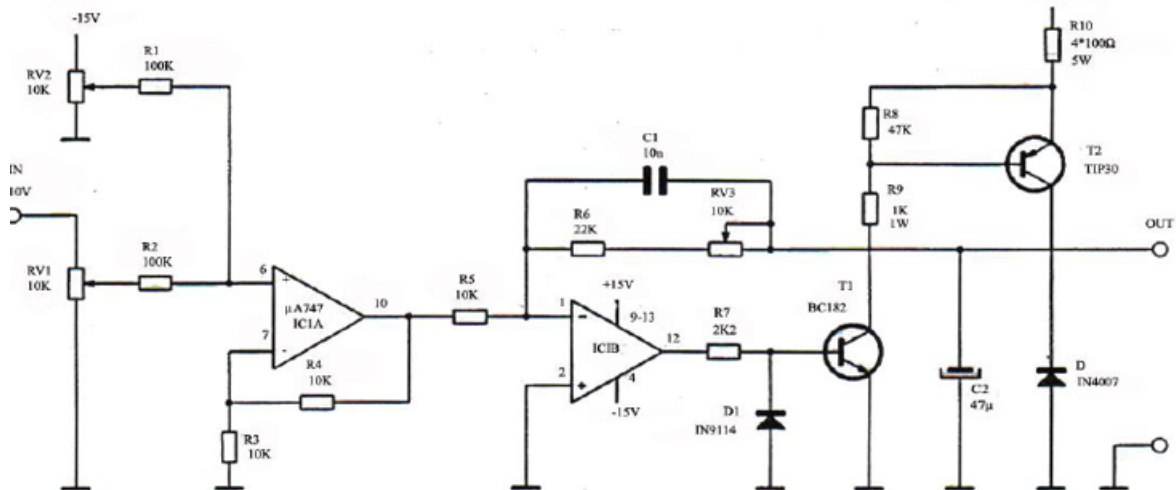 -15V
RV2
10K
R1
100K
IN
10V
RV1
10K
R2
100K
6
7
+
-
µA747
IC1A
10
R4
10K
R3
10K
R5
10K
C1
10n
R6
22K
RV3
10K
+15V
1
9-13
ICIB
2
4
-15V
12
R7
2K2
D1
IN9114
T1
BC182
R8
47K
R9
1K
1W
R10
4*100Ω
5W
T2
TIP30
OUT
C2
47µ
D
IN4007